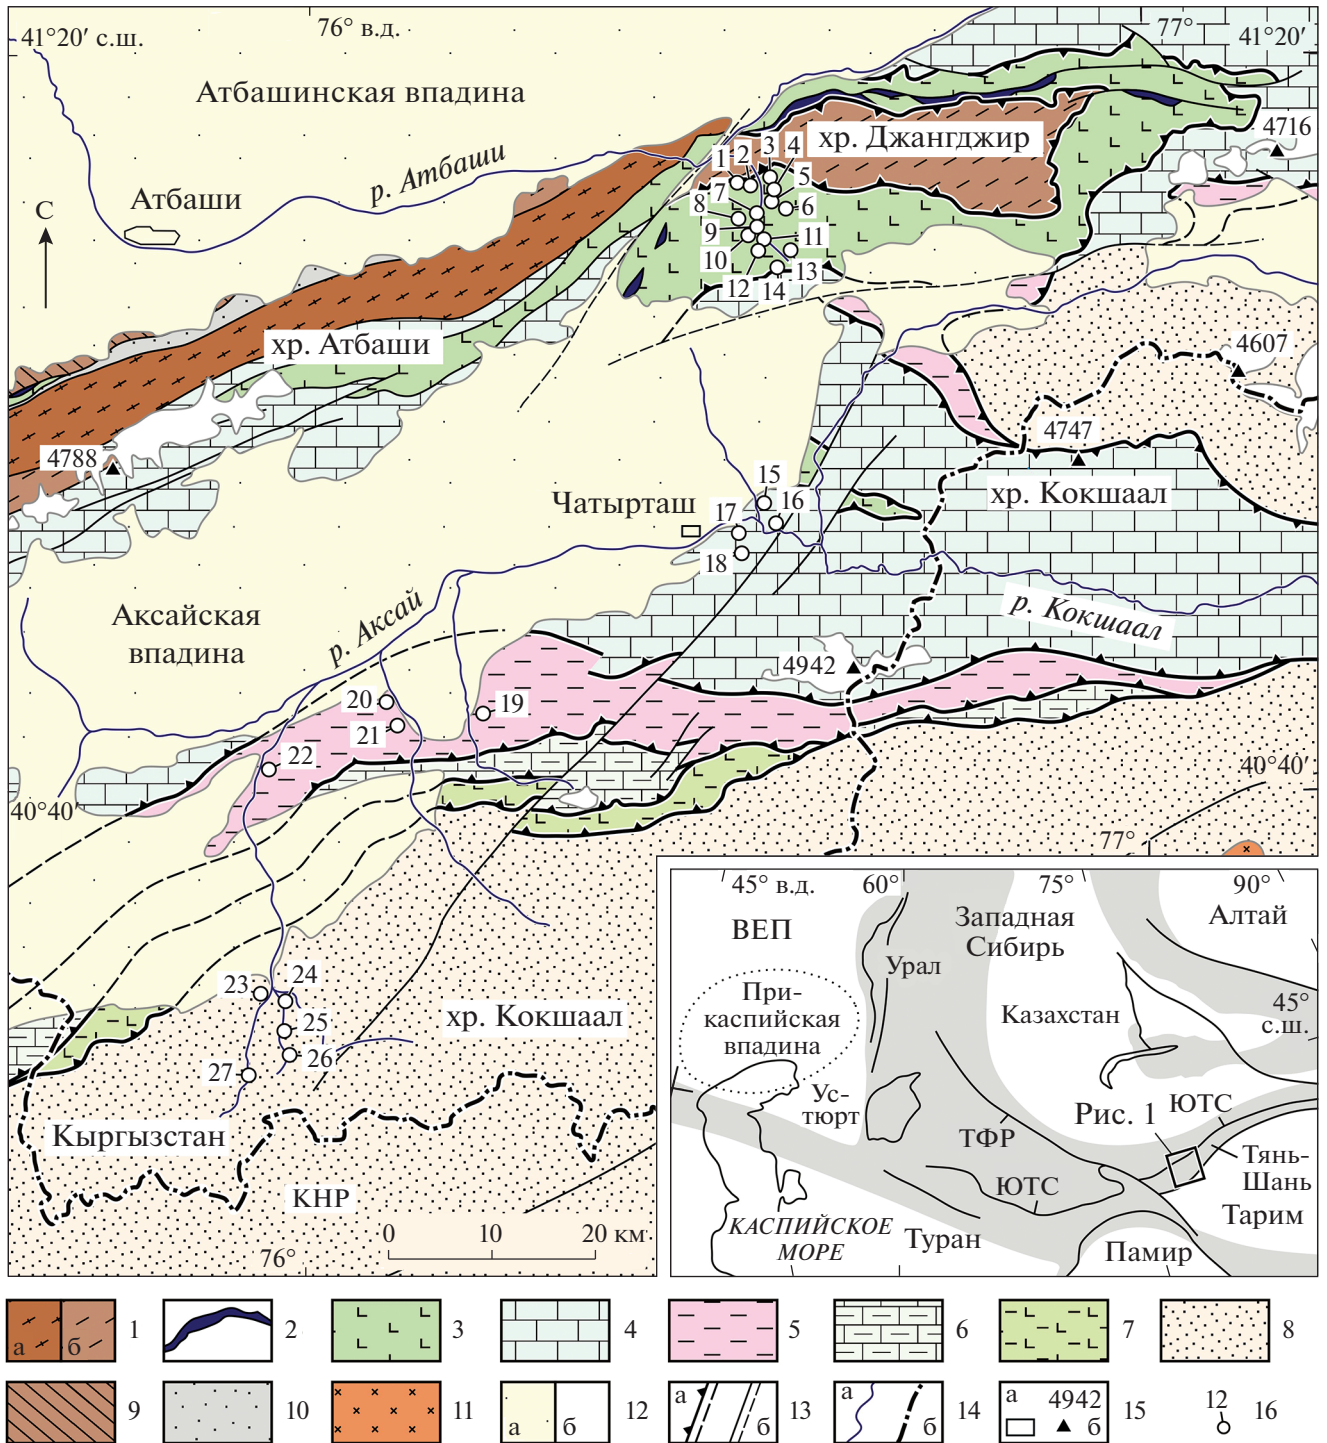 41°20′ с.ш.
76° в.д.
77°
41°20′
Атбашинская впадина
хр. Джангджир
4716
р. Атбаши
Атбаши
С
1
2
3
4
5
7
6
8
9
11
10
13
12
14
хр. Атбаши
4607
4788
4747
15
хр. Кокшаал
Чатырташ
17
16
18
р. Кокшаал
Аксайская
впадина
р. Аксай
4942
20
19
21
22
40°40′
40°40′
77°
23
24
25
26
27
хр. Кокшаал
Кыргызстан
КНР
0
10
20 км
76°
45° в.д.
60°
75°
90°
ВЕП
Западная
Сибирь
Алтай
Урал
При-
каспийская
впадина
45°
с.ш.
Казахстан
Ус-
тюрт
Рис. 1
ЮТС
ТФР
Тянь-
Шань
ЮТС
Тарим
КАСПИЙСКОЕ
МОРЕ
Туран
Памир
а
б
1
2
3
4
5
6
7
8
9
10
11
а
б
12
а
б
13
а
б
14
а
4942
б
15
12
16